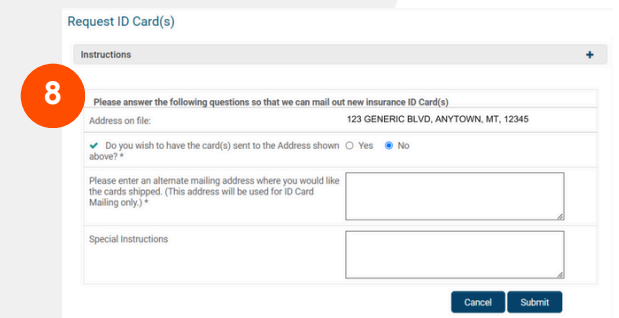 Request ID Card(s)
Instructions +
8
Please answer the following questions so that we can mail out new insurance ID Card(s)
Address on file: 123 GENERIC BLVD, ANYTOWN, MT, 12345
Do you wish to have the card(s) sent to the Address shown Yes No
above? *
Please enter an alternate mailing address where you would like
the cards shipped. (This address will be used for ID Card
Mailing only.) *
Special Instructions
Cancel Submit